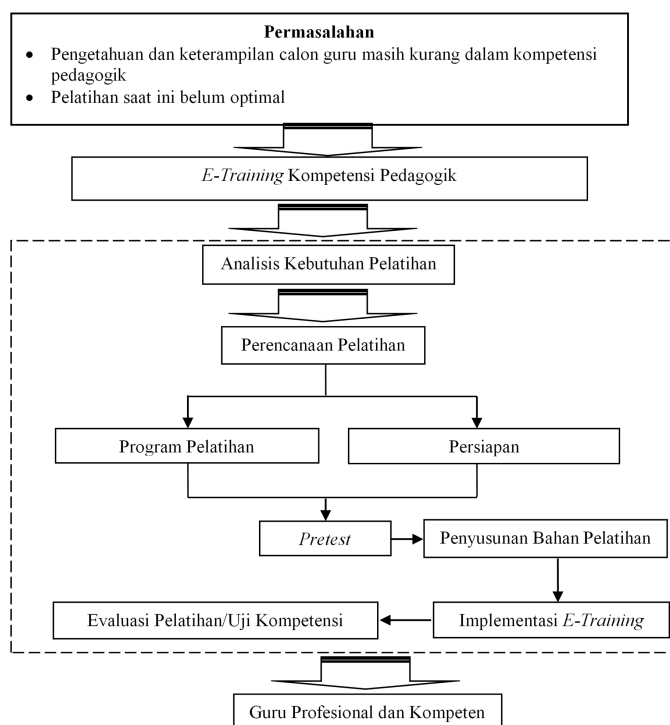 Permasalahan
• Pengetahuan dan keterampilan calon guru masih kurang dalam kompetensi
pedagogik
• Pelatihan saat ini belum optimal
E-Training Kompetensi Pedagogik
Analisis Kebutuhan Pelatihan
Perencanaan Pelatihan
Program Pelatihan
Persiapan
Pretest
Penyusunan Bahan Pelatihan
Evaluasi Pelatihan/Uji Kompetensi
Implementasi E-Training
Guru Profesional dan Kompeten